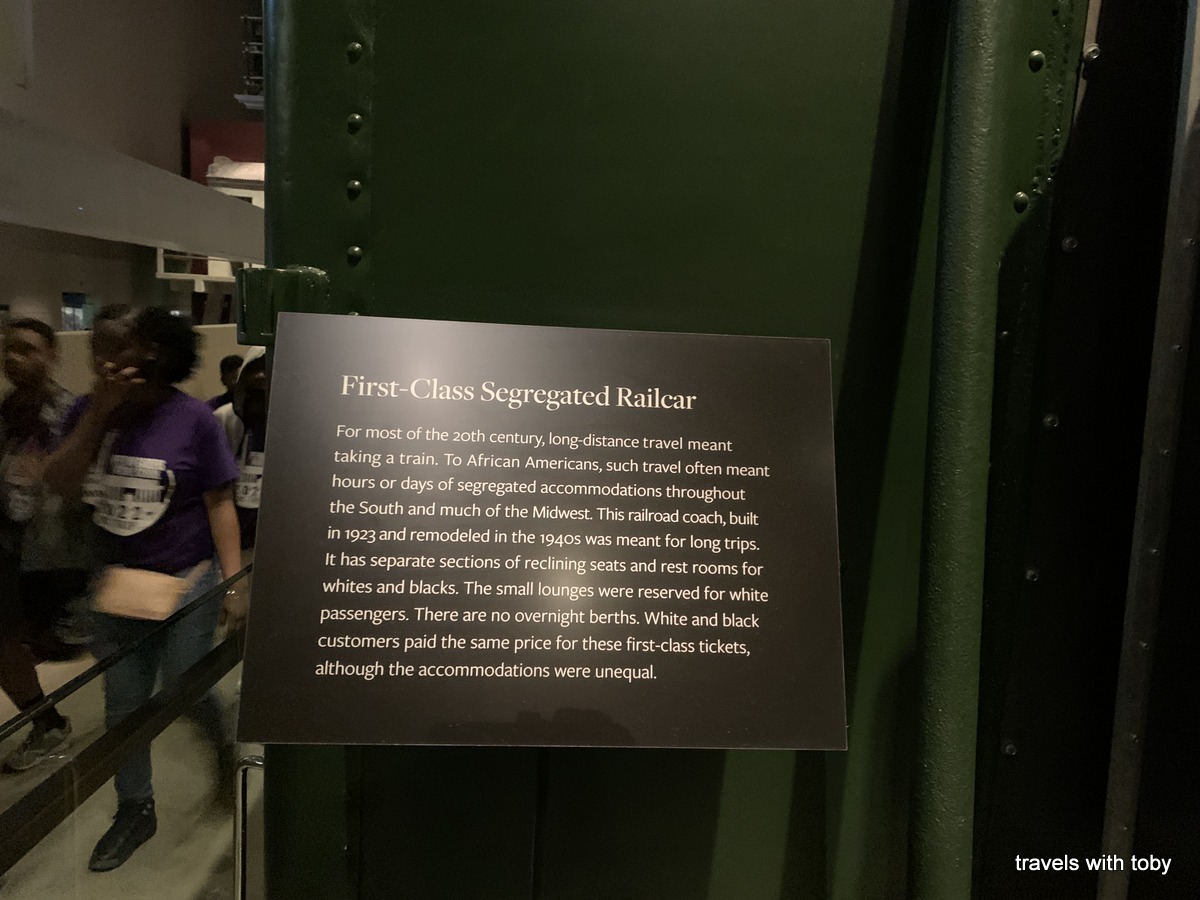 First-Class Segregated Railcar
For most of the 20th century, long-distance travel meant
taking a train. To African Americans, such travel often meant
hours or days of segregated accommodations throughout
the South and much of the Midwest. This railroad coach, built
in 1923 and remodeled in the 1940s was meant for long trips.
It has separate sections of reclining seats and rest rooms for
whites and blacks. The small lounges were reserved for white
passengers. There are no overnight berths. White and black
customers paid the same price for these first-class tickets,
although the accommodations were unequal.
travels with toby